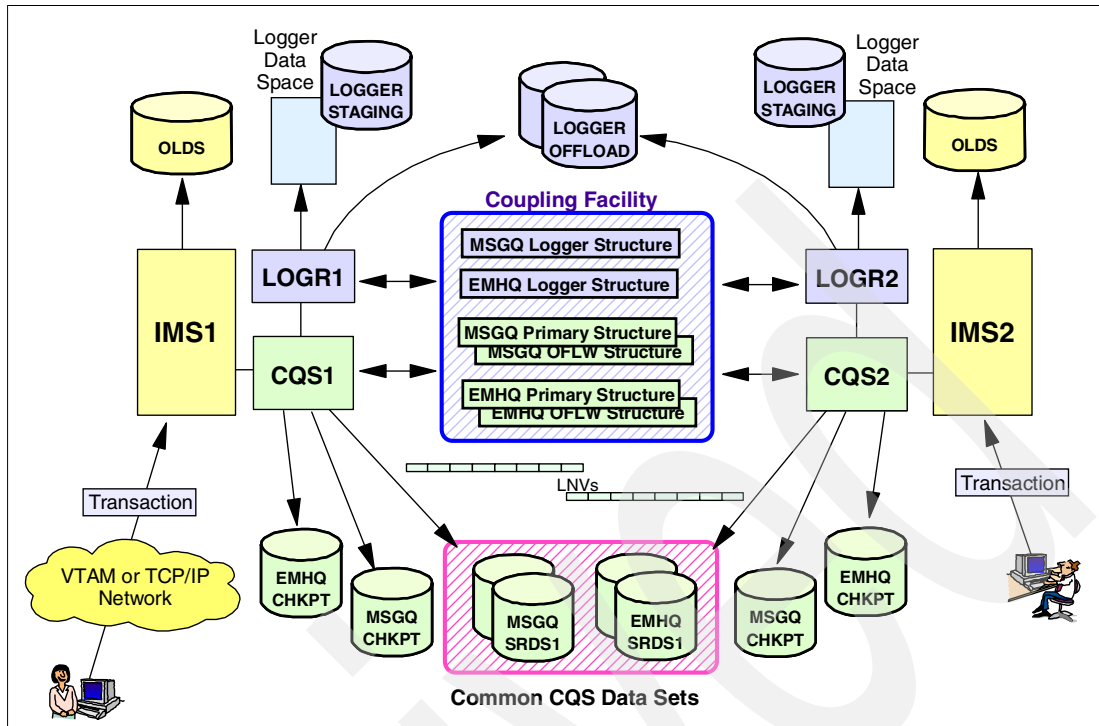 Logger
Data
Space
LOGGER
STAGING
OLDS
LOGGER
OFFLOAD
LOGGER
STAGING
Logger
Data
Space
OLDS
Coupling Facility
MSGQ Logger Structure
EMHQ Logger Structure
MSGQ Primary Structure
MSGQ OFLW Structure
EMHQ Primary Structure
EMHQ OFLW Structure
LOGR1
IMS1
CQS1
LOGR2
IMS2
CQS2
LNVs
Transaction
VTAM or TCP/IP
Network
EMHQ
CHKPT
MSGQ
CHKPT
MSGQ
SRDS1
EMHQ
SRDS1
MSGQ
CHKPT
EMHQ
CHKPT
Transaction
Common CQS Data Sets